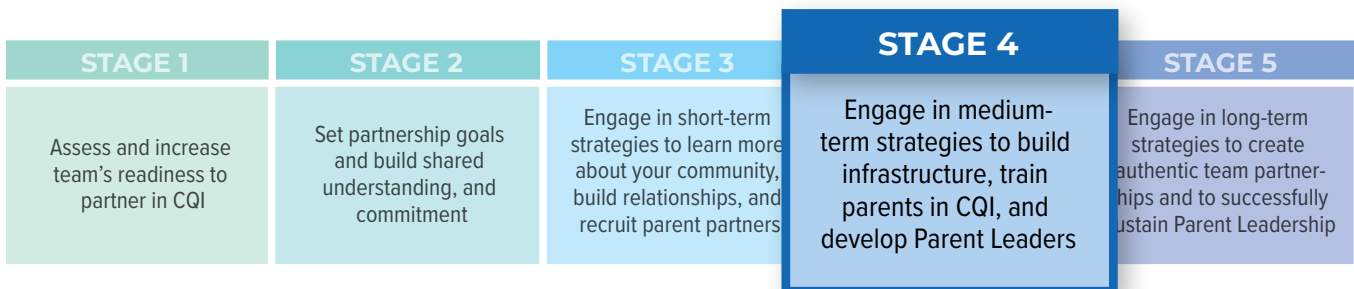 STAGE 1
Assess and increase
team's readiness to
partner in CQI
STAGE 2
Set partnership goals
and build shared
understanding, and
commitment
STAGE 3
Engage in short-term
strategies to learn more
about your community,
build relationships, and
recruit parent partners
STAGE 4
Engage in medium-
term strategies to build
infrastructure, train
parents in CQI, and
develop Parent Leaders
STAGE 5
Engage in long-term
strategies to create
authentic team partner-
hips and to successfully
ustain Parent Leadership